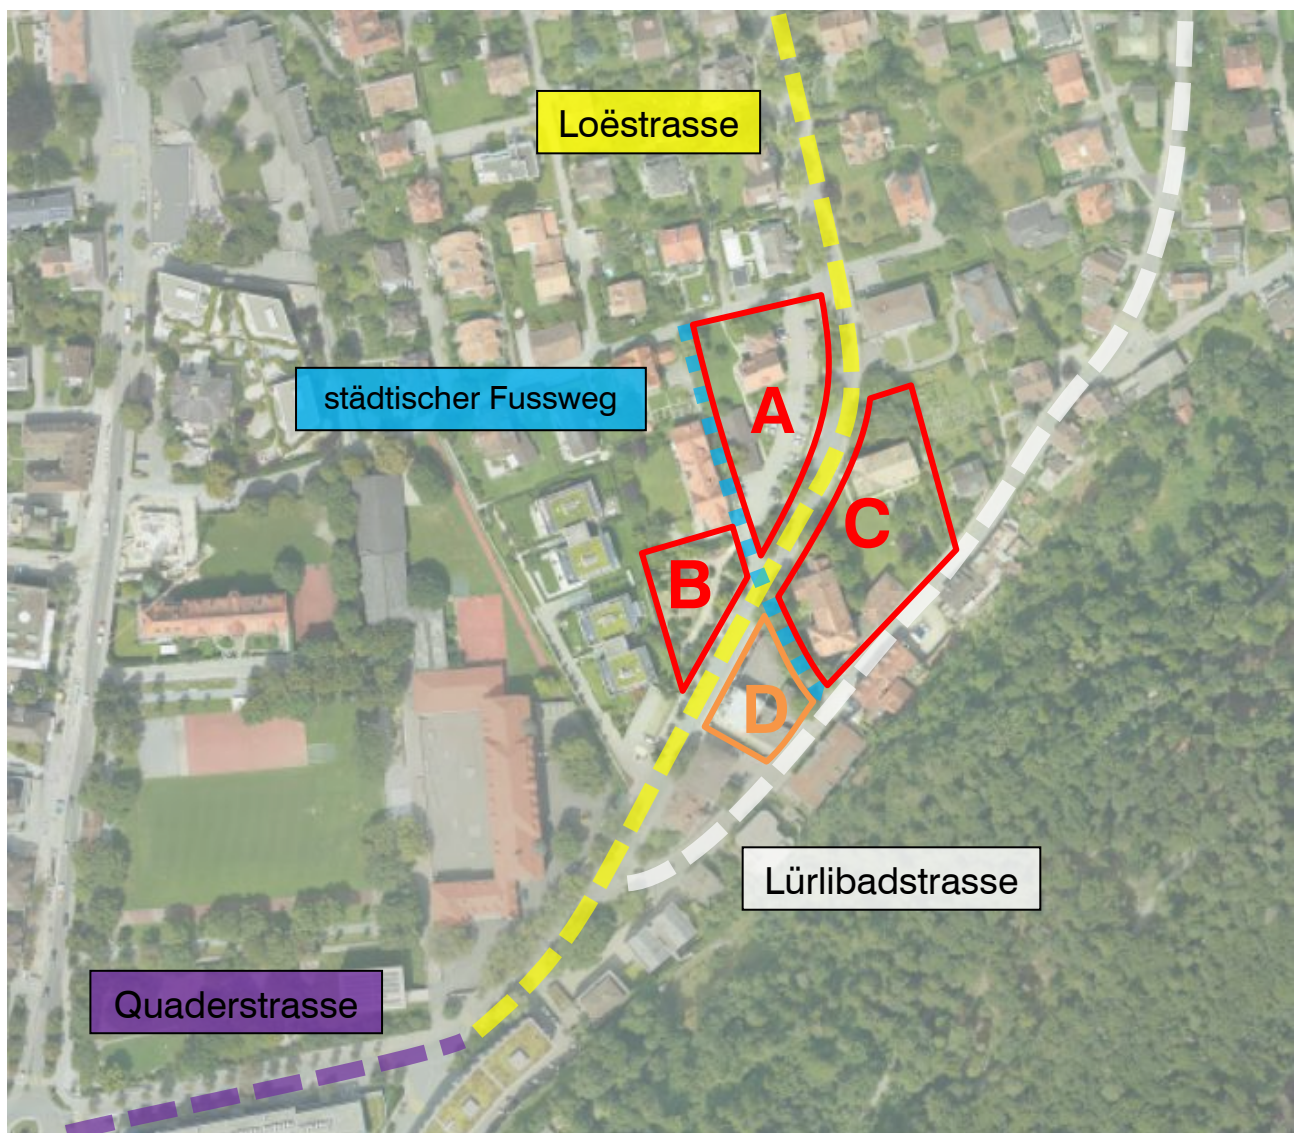 Loëstrasse
städtischer Fussweg
A
C
B
D
Lürlibadstrasse
Quaderstrasse